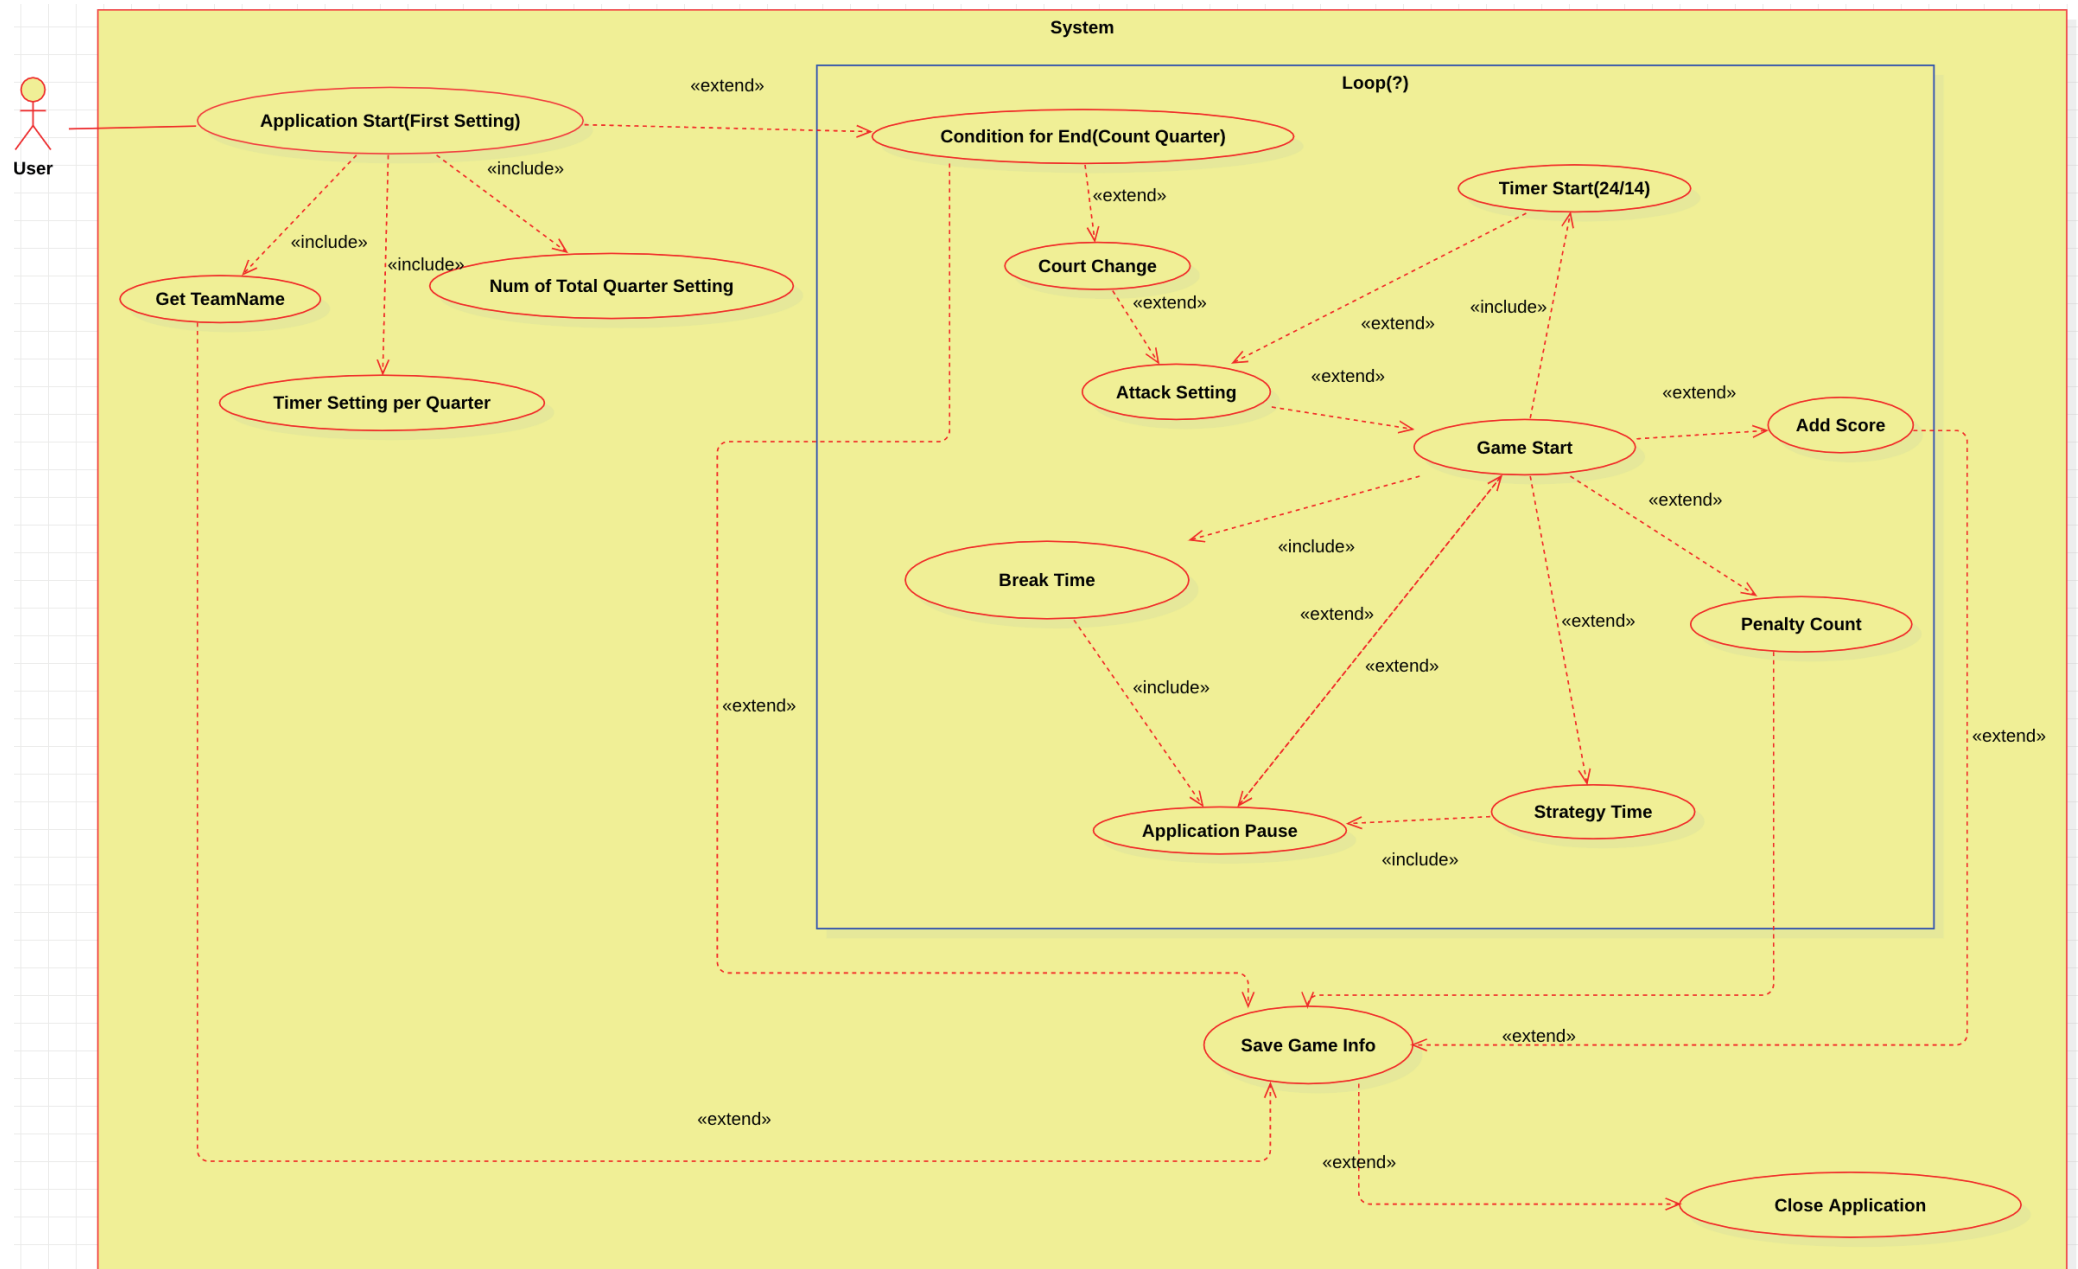 System
Loop(?)
«extend»
Application Start(First Setting)
Condition for End(Count Quarter)
User
«include»
Timer Start(24/14)
«extend»
«include»
«include»
Court Change
Num of Total Quarter Setting
Get TeamName
«extend»
«include»
«extend»
«extend»
Attack Setting
«extend»
Timer Setting per Quarter
Add Score
Game Start
«extend»
«include»
Break Time
«extend»
«extend»
Penalty Count
«extend»
«include»
«extend»
«extend»
Strategy Time
Application Pause
«include»
«extend»
Save Game Info
«extend»
«extend»
Close Application